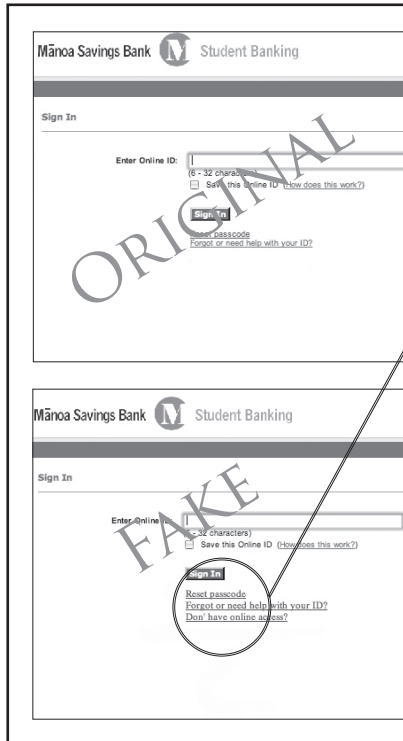 Mānoa Savings Bank M Student Banking
Sign In
Enter Online ID:
(6 - 32 characters)
Save this Online ID (How does this work?)
Sign In
Reset passcode
Forgot or need help with your ID?
ORIGINAL
Mānoa Savings Bank M Student Banking
Sign In
Enter Online ID:
- 32 characters)
Save this Online ID (How does this work?)
Sign In
Reset passcode
Forgot or need help with your ID?
Don' have online access?
FAKE